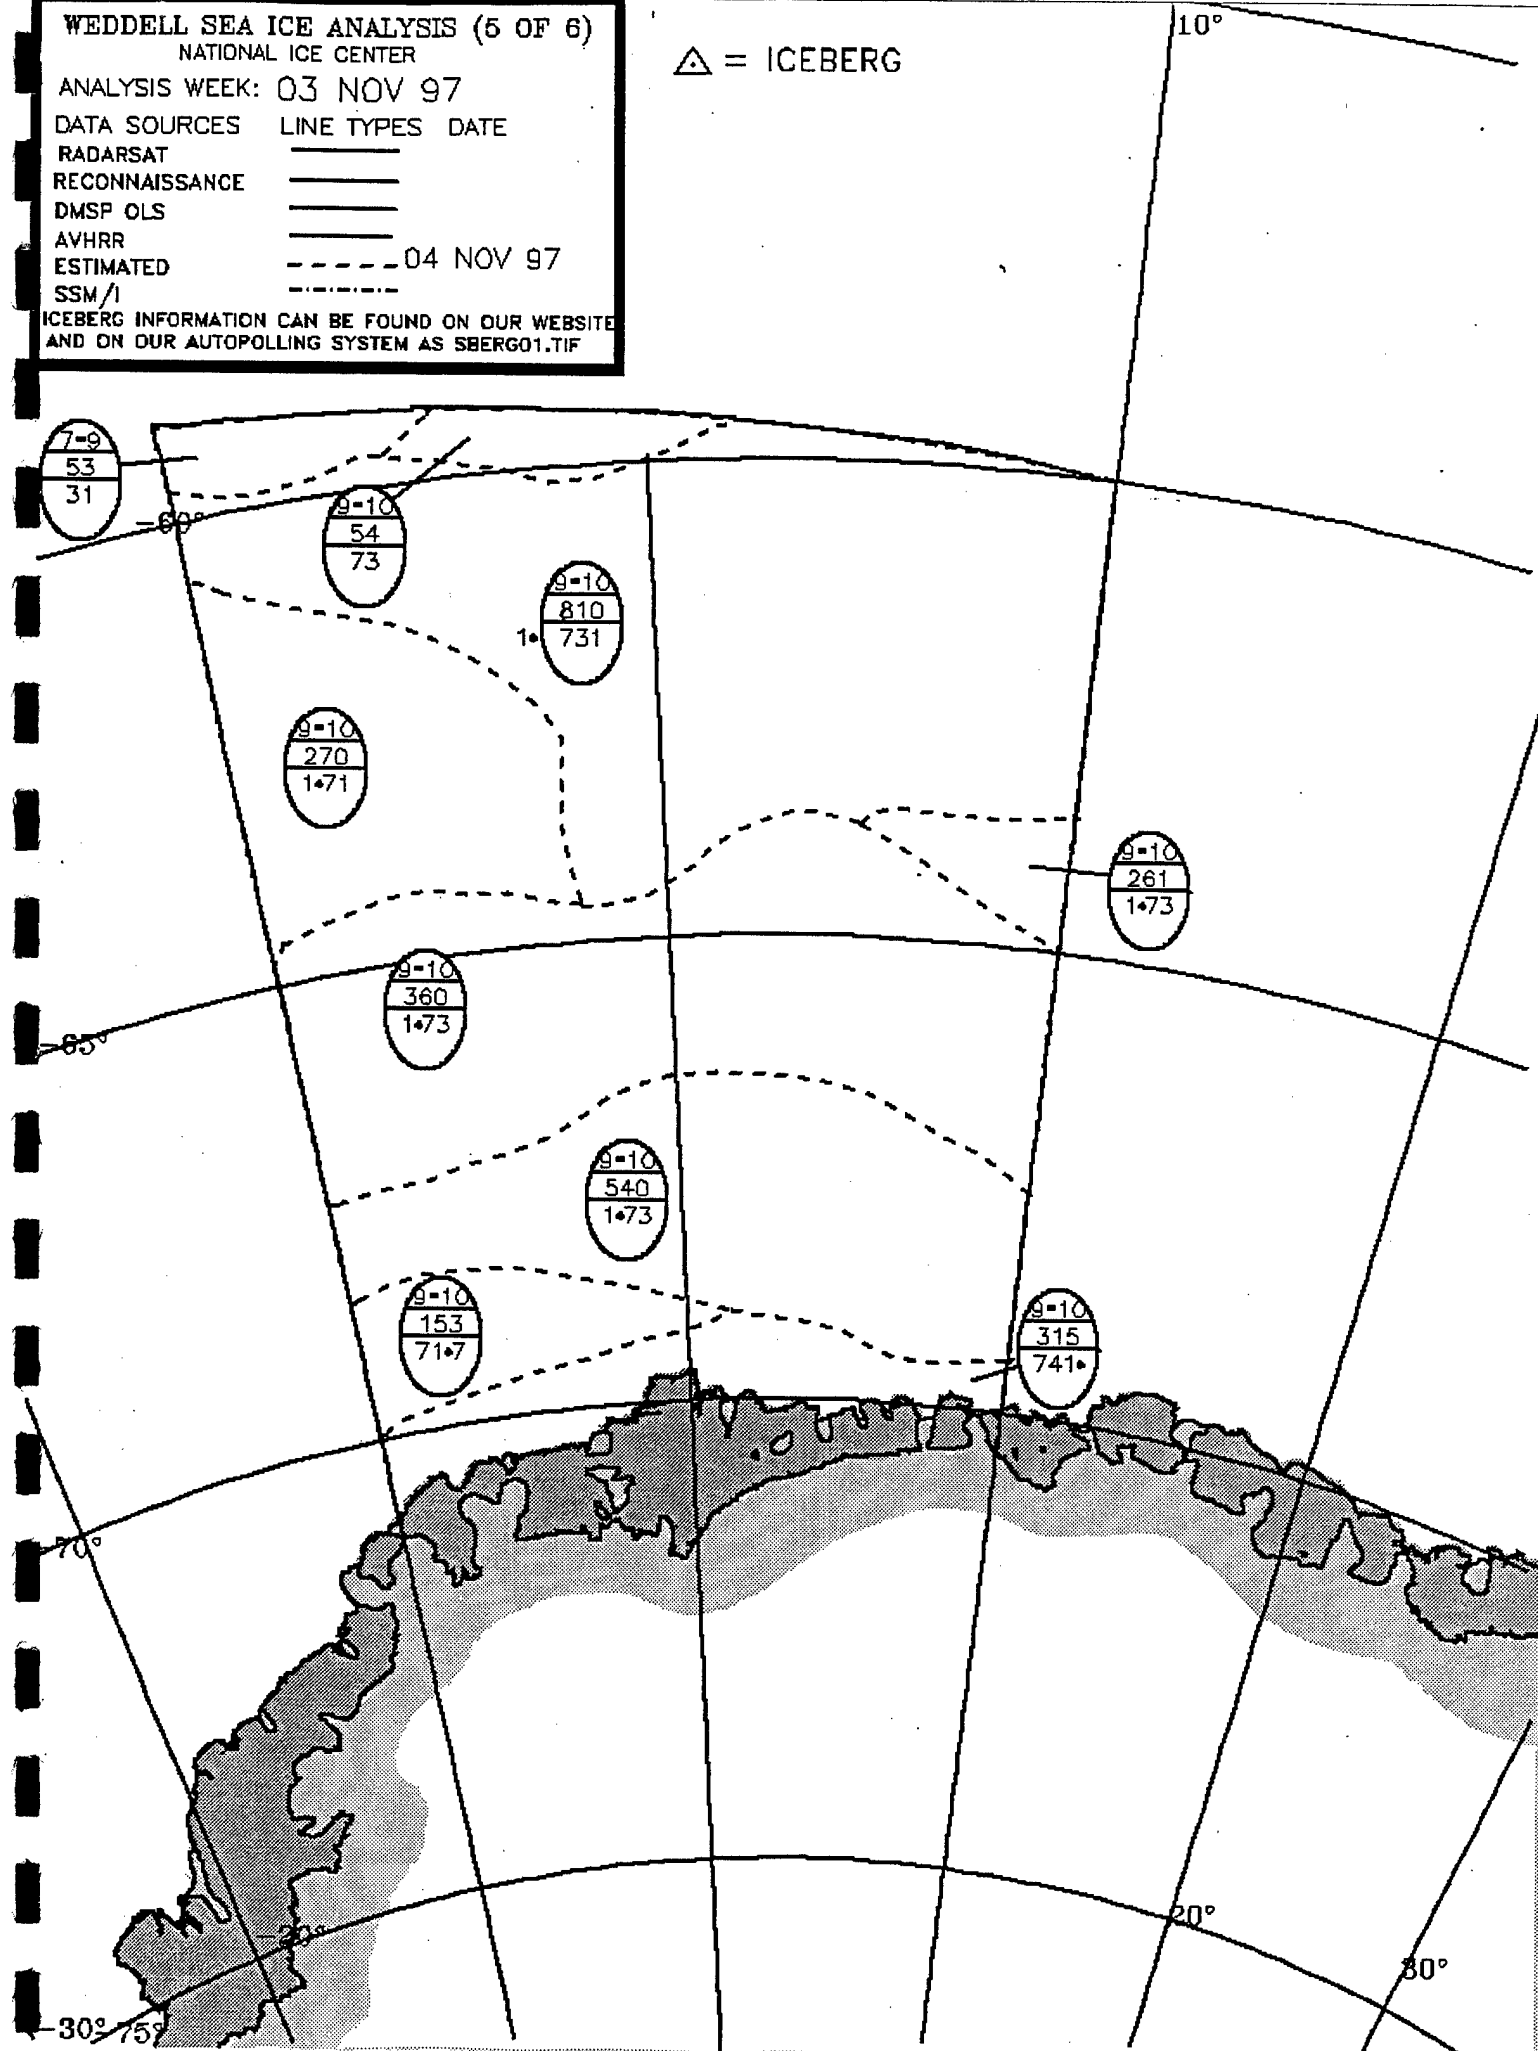 WEDDELL SEA ICE ANALYSIS (5 OF 6)
NATIONAL ICE CENTER
ANALYSIS WEEK: 03 NOV 97
DATA SOURCES LINE TYPES DATE
RADARSAT
RECONNAISSANCE
DMSP OLS
AVHRR
ESTIMATED 04 NOV 97
SSM/I
ICEBERG INFORMATION CAN BE FOUND ON OUR WEBSITE
AND ON OUR AUTOPOLLING SYSTEM AS SBERG01.TIF
△ = ICEBERG
10°
7-9
53
31
-60°
9-10
54
73
9-10
810
1• 731
9-10
270
1•71
9-10
261
1•73
9-10
360
1•73
-65°
9-10
540
1•73
9-10
153
71•7
9-10
315
741•
-70°
20°
-20°
30°
-30°
-75°